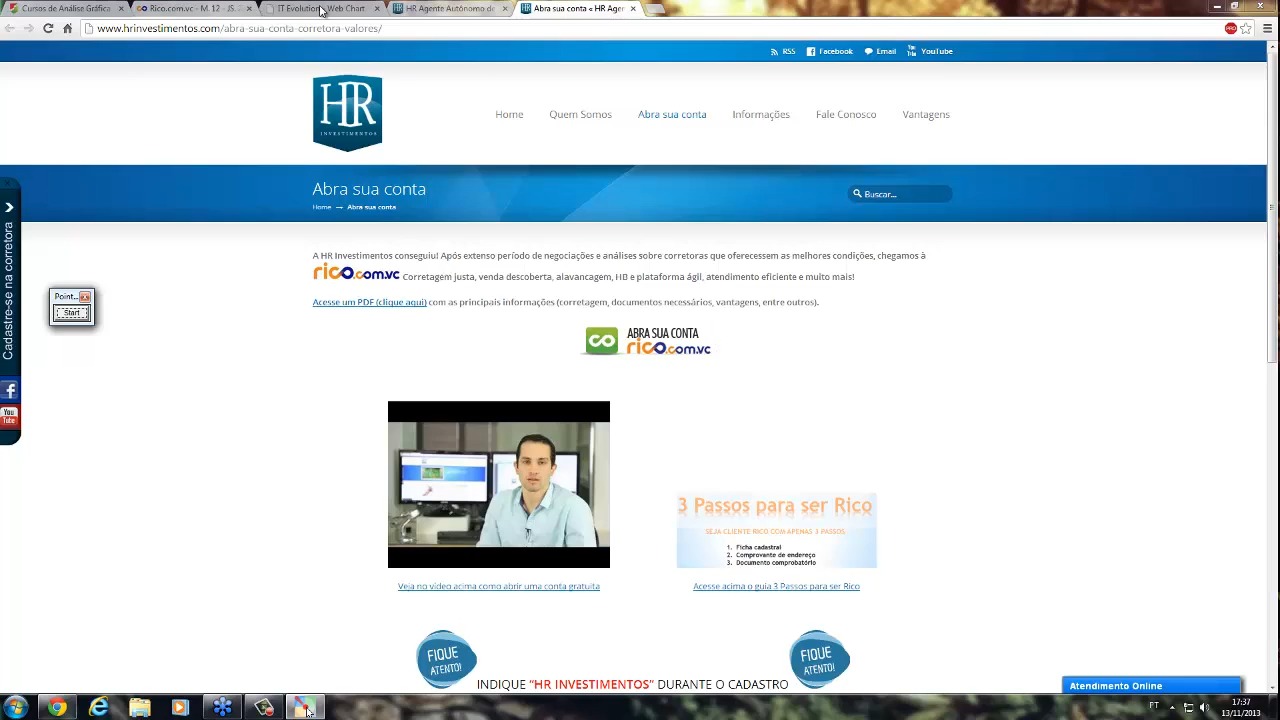 Cursos de Análise Gráfica
Rico.com.vc - M. 12 - JS.
IT Evolution Web Chart
HR Agente Autônomo de
Abra sua conta « HR Agen
www.hrinvestimentos.com/abra-sua-conta-corretora-valores/
RSS Facebook Email YouTube
HR
INVESTIMENTOS
Home Quem Somos Abra sua conta Informações Fale Conosco Vantagens
Abra sua conta
Home → Abra sua conta
Buscar...
Cadastre-se na corretora
Point...
Start
A HR Investimentos conseguiu! Após extenso período de negociações e análises sobre corretoras que oferecessem as melhores condições, chegamos à
rico.com.vc Corretagem justa, venda descoberta, alavancagem, HB e plataforma ágil, atendimento eficiente e muito mais!
Acesse um PDF (clique aqui) com as principais informações (corretagem, documentos necessários, vantagens, entre outros).
ABRA SUA CONTA
rico.com.vc
3 Passos para ser Rico
SEJA CLIENTE RICO COM APENAS 3 PASSOS
1. Ficha cadastral
2. Comprovante de endereço
3. Documento comprobatório
Veja no vídeo acima como abrir uma conta gratuita
Acesse acima o guia 3 Passos para ser Rico
You
Tube
FIQUE
ATENTO!
FIQUE
ATENTO!
INDIQUE "HR INVESTIMENTOS" DURANTE O CADASTRO
Atendimento Online
PT
17:37
13/11/2013